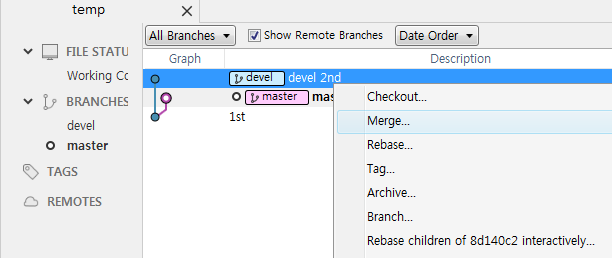 temp
All Branches
Show Remote Branches
Date Order
Graph
Description
FILE STATU
Working Co
BRANCHES
devel
master
TAGS
REMOTES
devel devel 2nd
master mas
1st
Checkout...
Merge...
Rebase...
Tag...
Archive...
Branch...
Rebase children of 8d140c2 interactively...